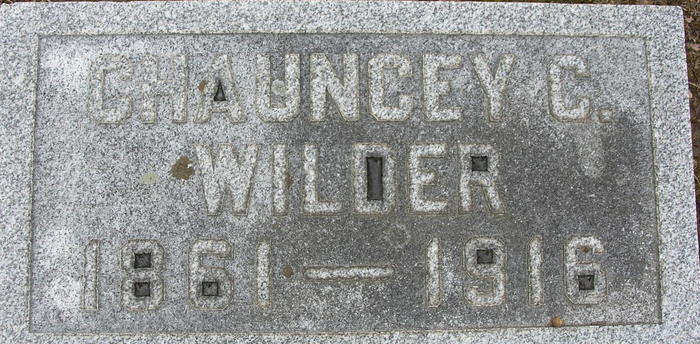 CHAUNCEY C.
WILDER
1861 — 1916